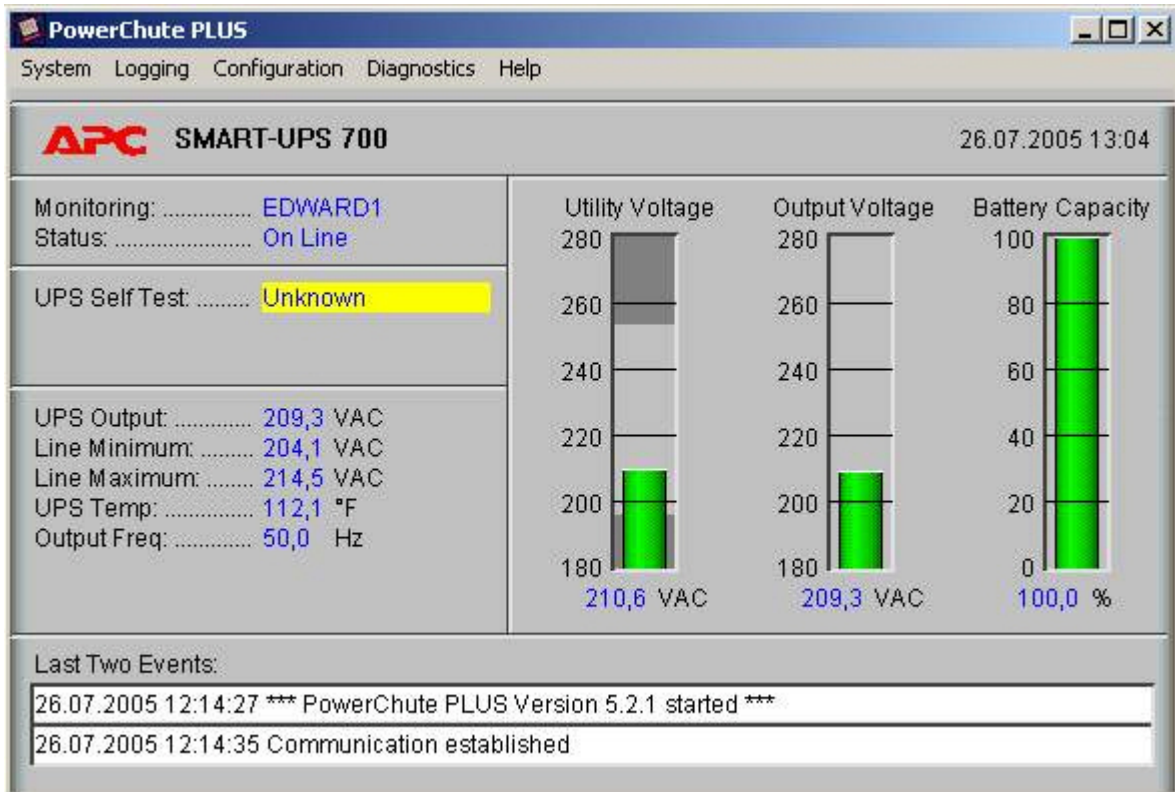 PowerChute PLUS
System Logging Configuration Diagnostics Help
APC SMART-UPS 700 26.07.2005 13:04
Monitoring: .............. EDWARD1
Status: ...................... On Line
UPS Self Test: ......... Unknown
UPS Output: ............. 209,3 VAC
Line Minimum: ......... 204,1 VAC
Line Maximum: ........ 214,5 VAC
UPS Temp: ............... 112,1 °F
Output Freq: ............. 50,0 Hz
Utility Voltage
280
260
240
220
200
180
210,6 VAC
Output Voltage
280
260
240
220
200
180
209,3 VAC
Battery Capacity
100
80
60
40
20
0
100,0 %
Last Two Events:
26.07.2005 12:14:27 *** PowerChute PLUS Version 5.2.1 started ***
26.07.2005 12:14:35 Communication established